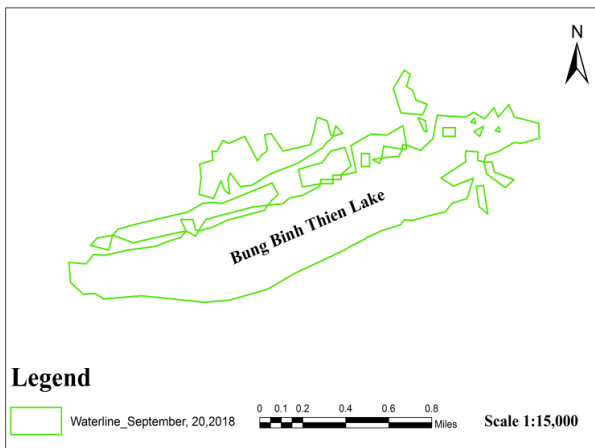 N
Bung Binh Thien Lake
Legend
Waterline_September, 20,2018
0 0.1 0.2 0.4 0.6 0.8
Miles
Scale 1:15,000